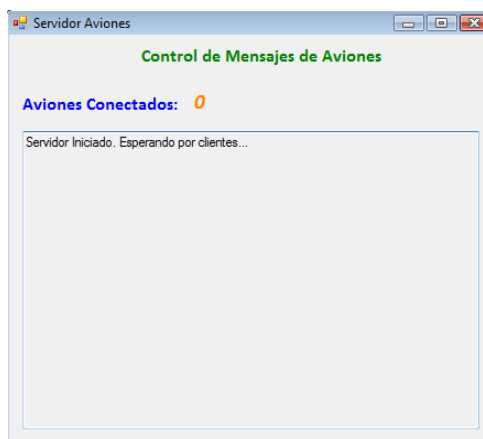 Servidor Aviones
Control de Mensajes de Aviones
Aviones Conectados: 0
Servidor Iniciado. Esperando por clientes...